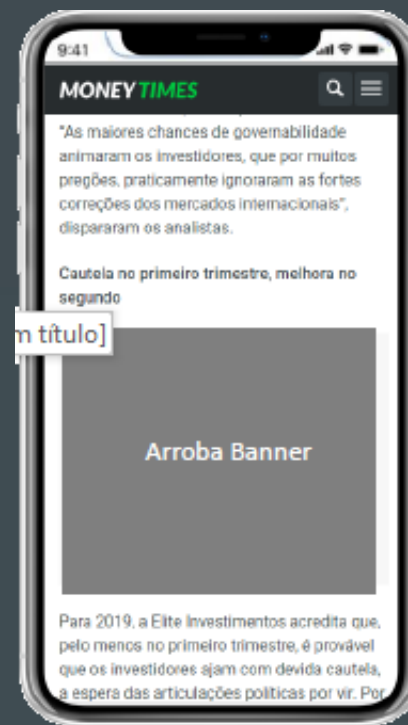 9:41
MONEY TIMES
"As maiores chances de governabilidade
animaram os investidores, que por muitos
pregões, praticamente ignoraram as fortes
correções dos mercados internacionais",
dispararam os analistas.
Cautela no primeiro trimestre, melhora no
segundo
m título]
Arroba Banner
Para 2019, a Elite Investimentos acredita que,
pelo menos no primeiro trimestre, é provável
que os investidores ajam com devida cautela,
a espera das articulações políticas por vir. Por